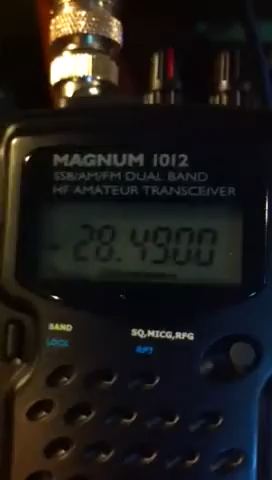 MAGNUM 1012
SSB/AM/FM DUAL BAND
HF AMATEUR TRANSCEIVER
28.4900
BAND
SQ,MICG,RFG
LOCK
RPT